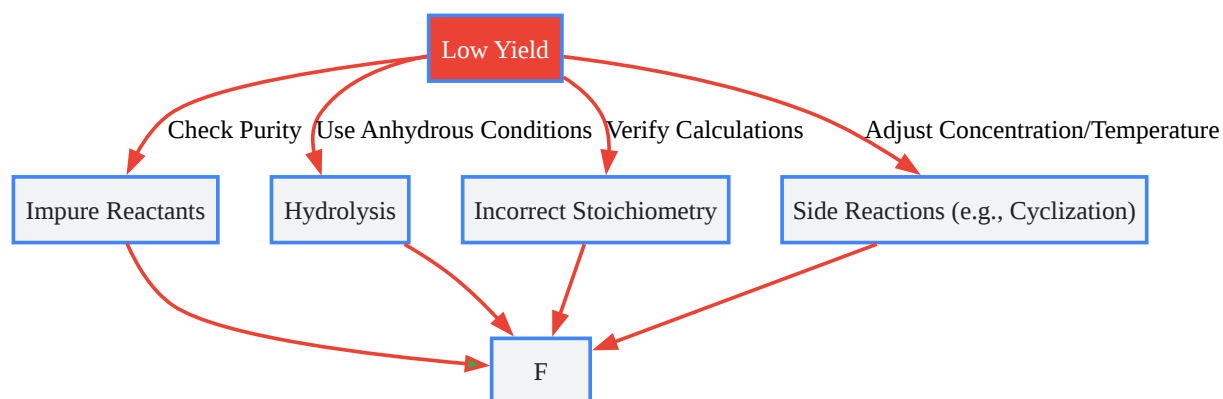 Low Yield
Check Purity
Use Anhydrous Conditions
Verify Calculations
Adjust Concentration/Temperature
Impure Reactants
Hydrolysis
Incorrect Stoichiometry
Side Reactions (e.g., Cyclization)
F